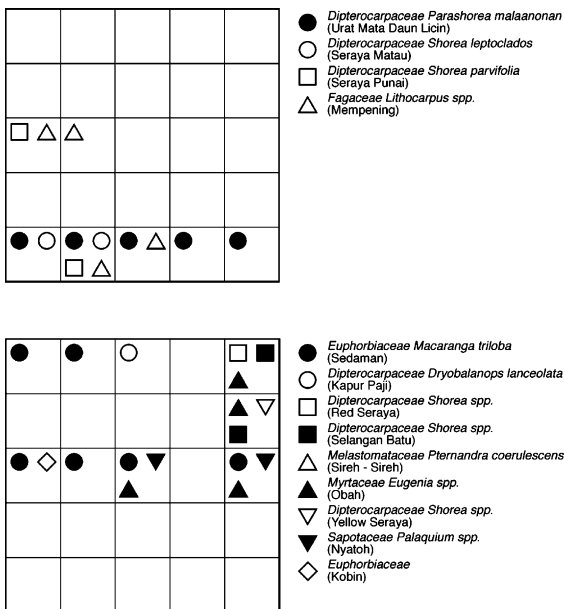 Dipterocarpaceae Parashorea malaanonan
(Urat Mata Daun Licin)
Dipterocarpaceae Shorea leptoclados
(Seraya Matau)
Dipterocarpaceae Shorea parvifolia
(Seraya Punai)
Fagaceae Lithocarpus spp.
(Mempening)
Euphorbiaceae Macaranga triloba
(Sedaman)
Dipterocarpaceae Dryobalanops lanceolata
(Kapur Paji)
Dipterocarpaceae Shorea spp.
(Red Seraya)
Dipterocarpaceae Shorea spp.
(Selangan Batu)
Melastomataceae Pternandra coerulescens
(Sireh - Sireh)
Myrtaceae Eugenia spp.
(Obah)
Dipterocarpaceae Shorea spp.
(Yellow Seraya)
Sapotaceae Palaquium spp.
(Nyatoh)
Euphorbiaceae
(Kobin)